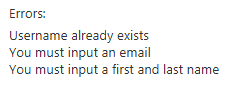 Errors:
Username already exists
You must input an email
You must input a first and last name